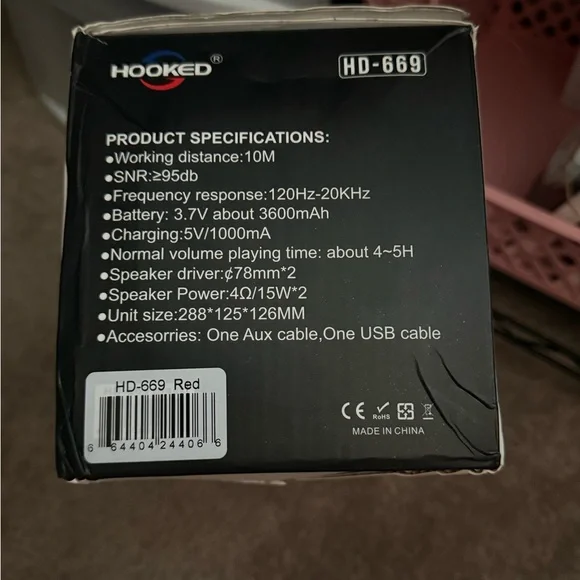 HOOKED®
HD-669
PRODUCT SPECIFICATIONS:
●Working distance:10M
●SNR:≥95db
●Frequency response:120Hz-20KHz
●Battery: 3.7V about 3600mAh
●Charging:5V/1000mA
●Normal volume playing time: about 4~5H
●Speaker driver:¢78mm*2
●Speaker Power:4Ω/15W*2
●Unit size:288*125*126MM
●Accesorries: One Aux cable,One USB cable
HD-669 Red
6 64404 24406 6
CE RoHS
MADE IN CHINA